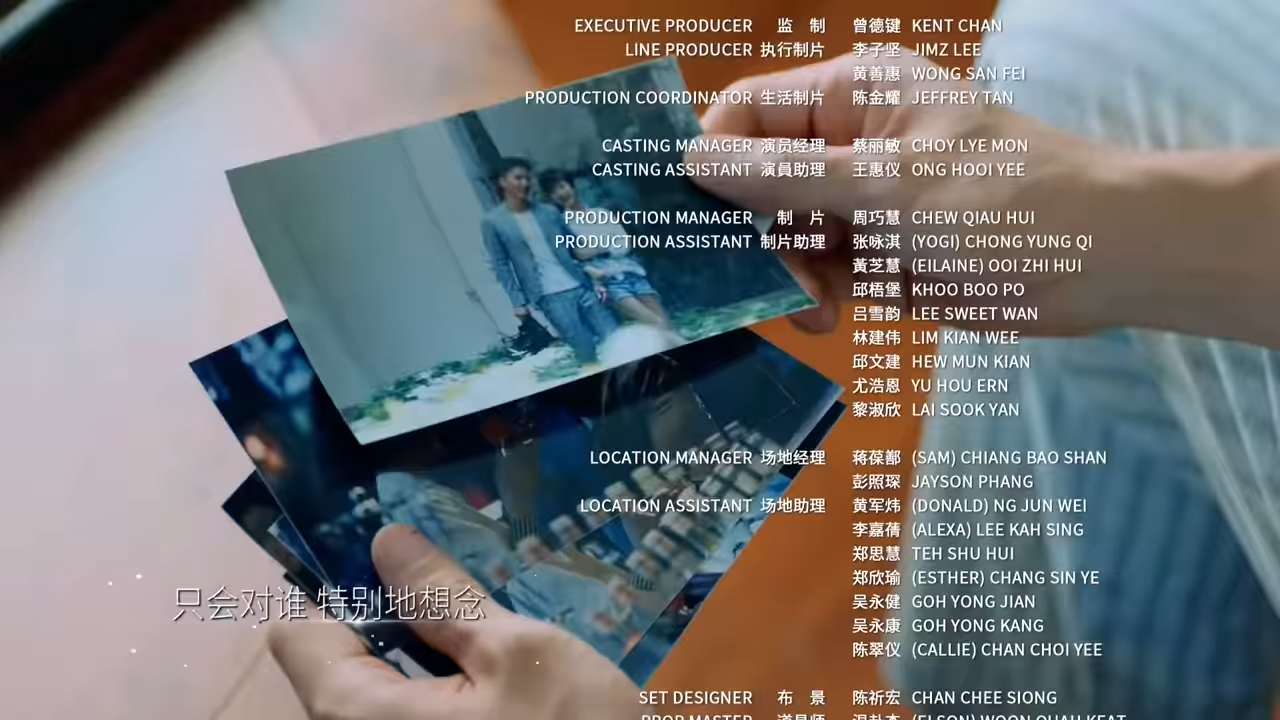 EXECUTIVE PRODUCER 监 制 曾德键 KENT CHAN
LINE PRODUCER 执行制片 李子坚 JIMZ LEE
黄善惠 WONG SAN FEI
PRODUCTION COORDINATOR 生活制片 陈金耀 JEFFREY TAN
CASTING MANAGER 演员经理 蔡丽敏 CHOY LYE MON
CASTING ASSISTANT 演員助理 王惠仪 ONG HOOI YEE
PRODUCTION MANAGER 制 片 周巧慧 CHEW QIAU HUI
PRODUCTION ASSISTANT 制片助理 张咏淇 (YOGI) CHONG YUNG QI
黃芝慧 (EILAINE) OOI ZHI HUI
邱梧堡 KHOO BOO PO
吕雪韵 LEE SWEET WAN
林建伟 LIM KIAN WEE
邱文建 HEW MUN KIAN
尤浩恩 YU HOU ERN
黎淑欣 LAI SOOK YAN
LOCATION MANAGER 场地经理 蒋葆鄯 (SAM) CHIANG BAO SHAN
彭照琛 JAYSON PHANG
LOCATION ASSISTANT 场地助理 黄军炜 (DONALD) NG JUN WEI
李嘉蒨 (ALEXA) LEE KAH SING
郑思慧 TEH SHU HUI
郑欣瑜 (ESTHER) CHANG SIN YE
吴永健 GOH YONG JIAN
吴永康 GOH YONG KANG
陈翠仪 (CALLIE) CHAN CHOI YEE
只会对谁 特别地想念
SET DESIGNER 布 景 陈祈宏 CHAN CHEE SIONG
PROP MASTER 道具师 (ELSON) WOON QUAH KEAT